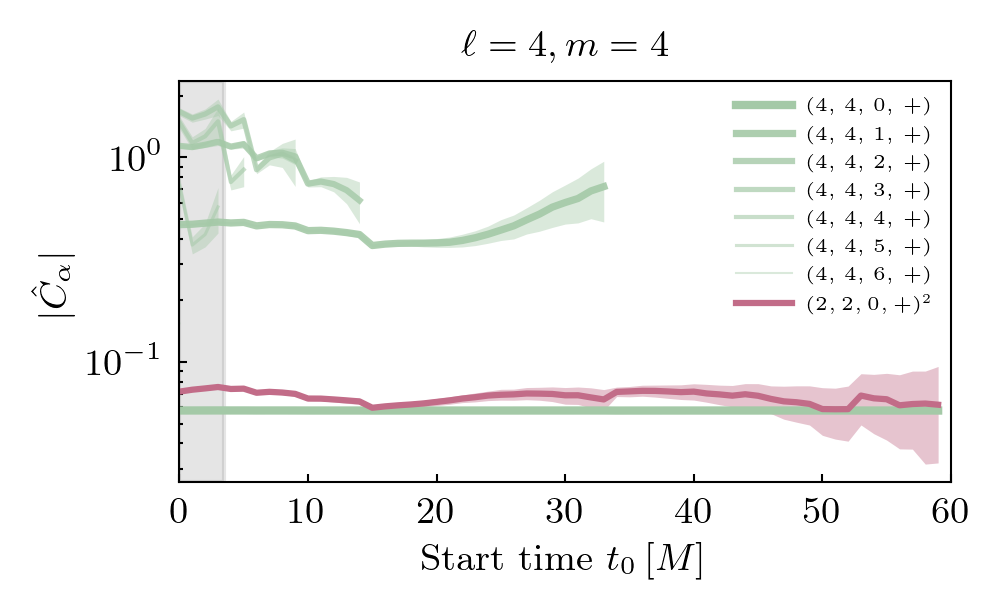 ℓ = 4, m = 4
|Ĉα|
10⁰
10⁻¹
(4, 4, 0, +)
(4, 4, 1, +)
(4, 4, 2, +)
(4, 4, 3, +)
(4, 4, 4, +)
(4, 4, 5, +)
(4, 4, 6, +)
(2, 2, 0, +)²
0 10 20 30 40 50 60
Start time t₀ [M]